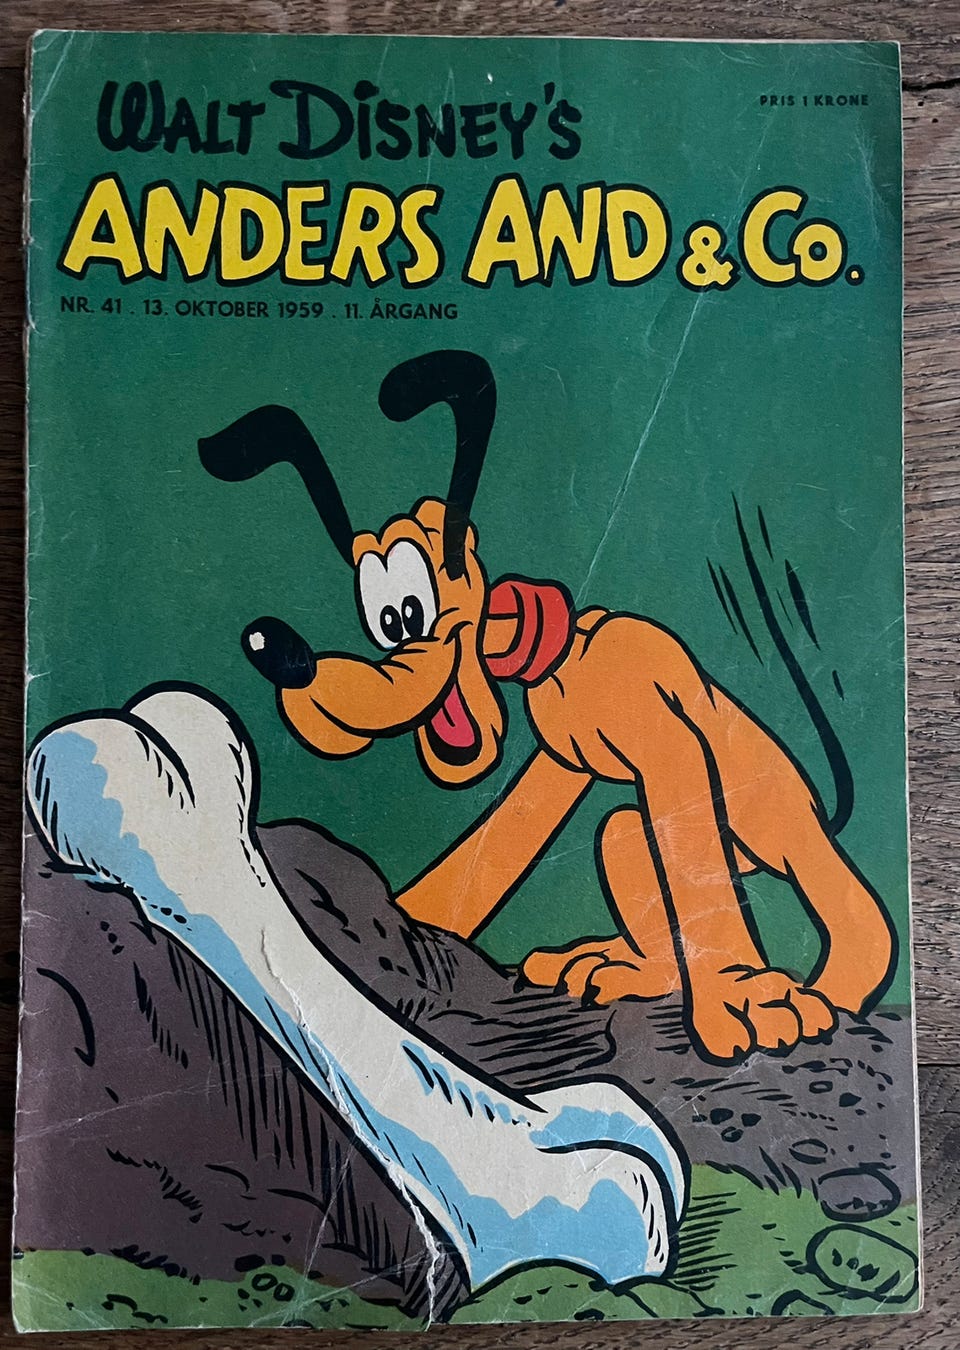 PRIS 1 KRONE
WALT DISNEY'S
ANDERS AND & CO.
NR. 41 . 13. OKTOBER 1959 . 11. ÅRGANG